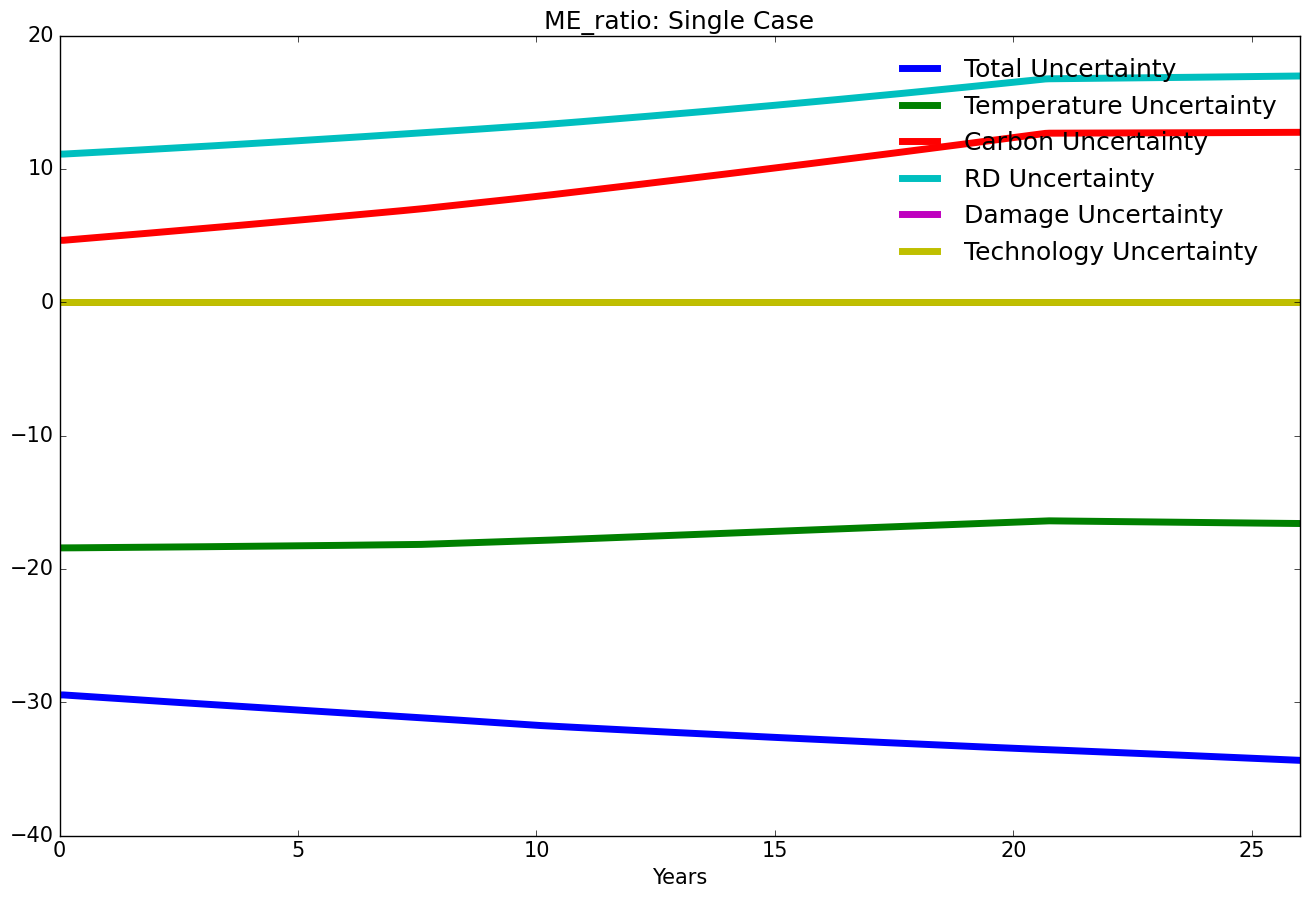 ME_ratio: Single Case
20
10
0
−10
−20
−30
−40
Total Uncertainty
Temperature Uncertainty
Carbon Uncertainty
RD Uncertainty
Damage Uncertainty
Technology Uncertainty
0 5 10 15 20 25
Years